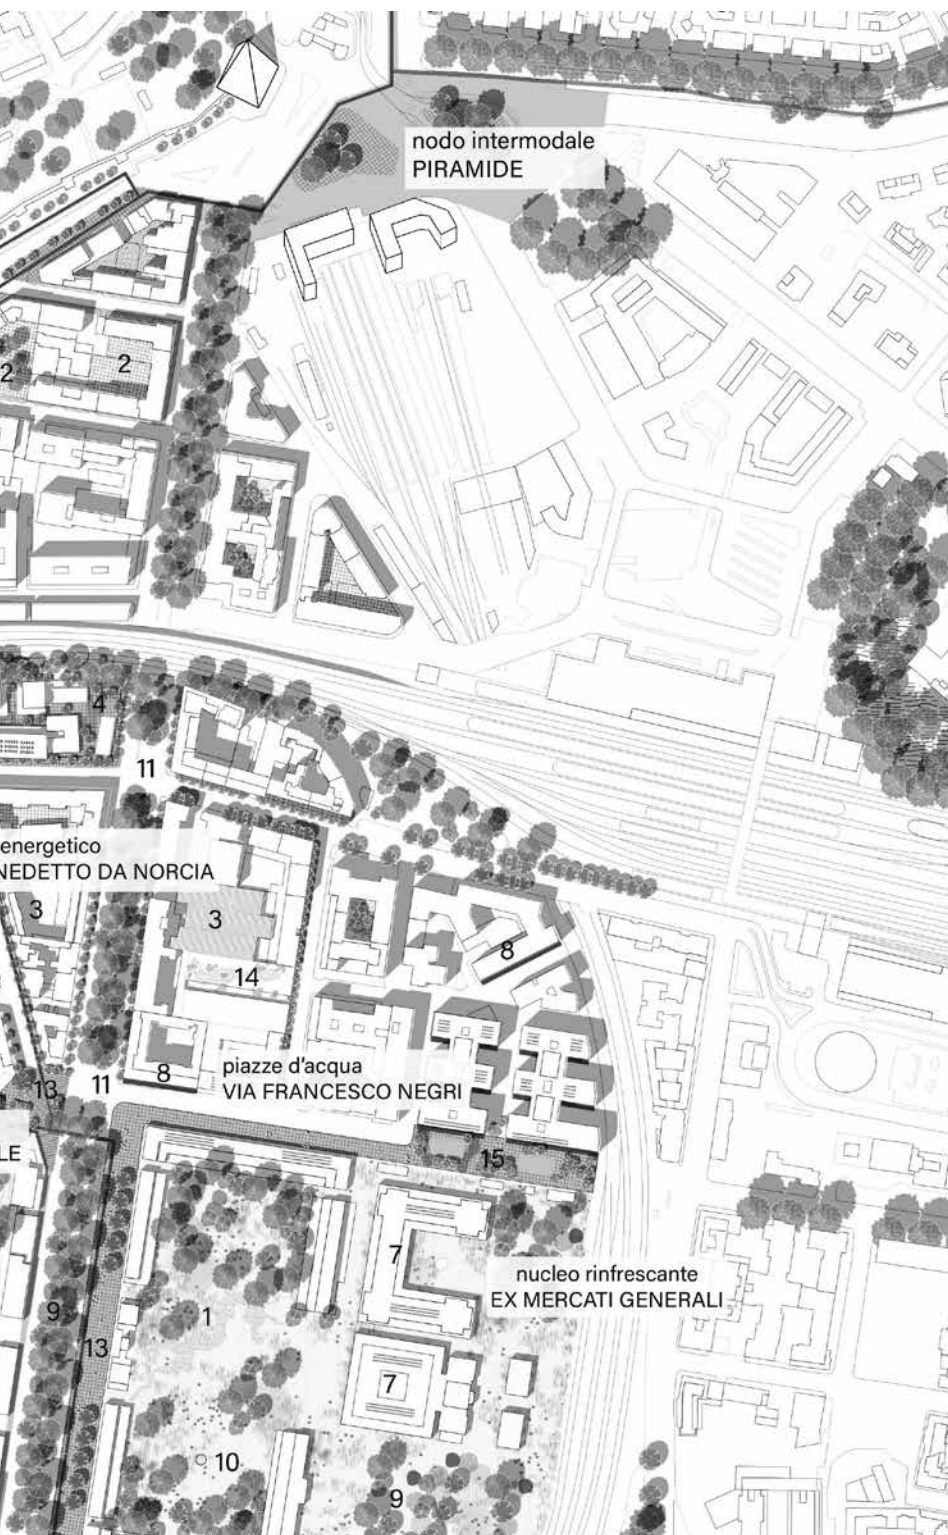 nodo intermodale
PIRAMIDE
2
2
4
11
energetico
NEDETTO DA NORCIA
3
3
8
14
piazze d'acqua
VIA FRANCESCO NEGRI
8
11
13
LE
15
7
nucleo rinfrescante
EX MERCATI GENERALI
9
1
13
7
10
9